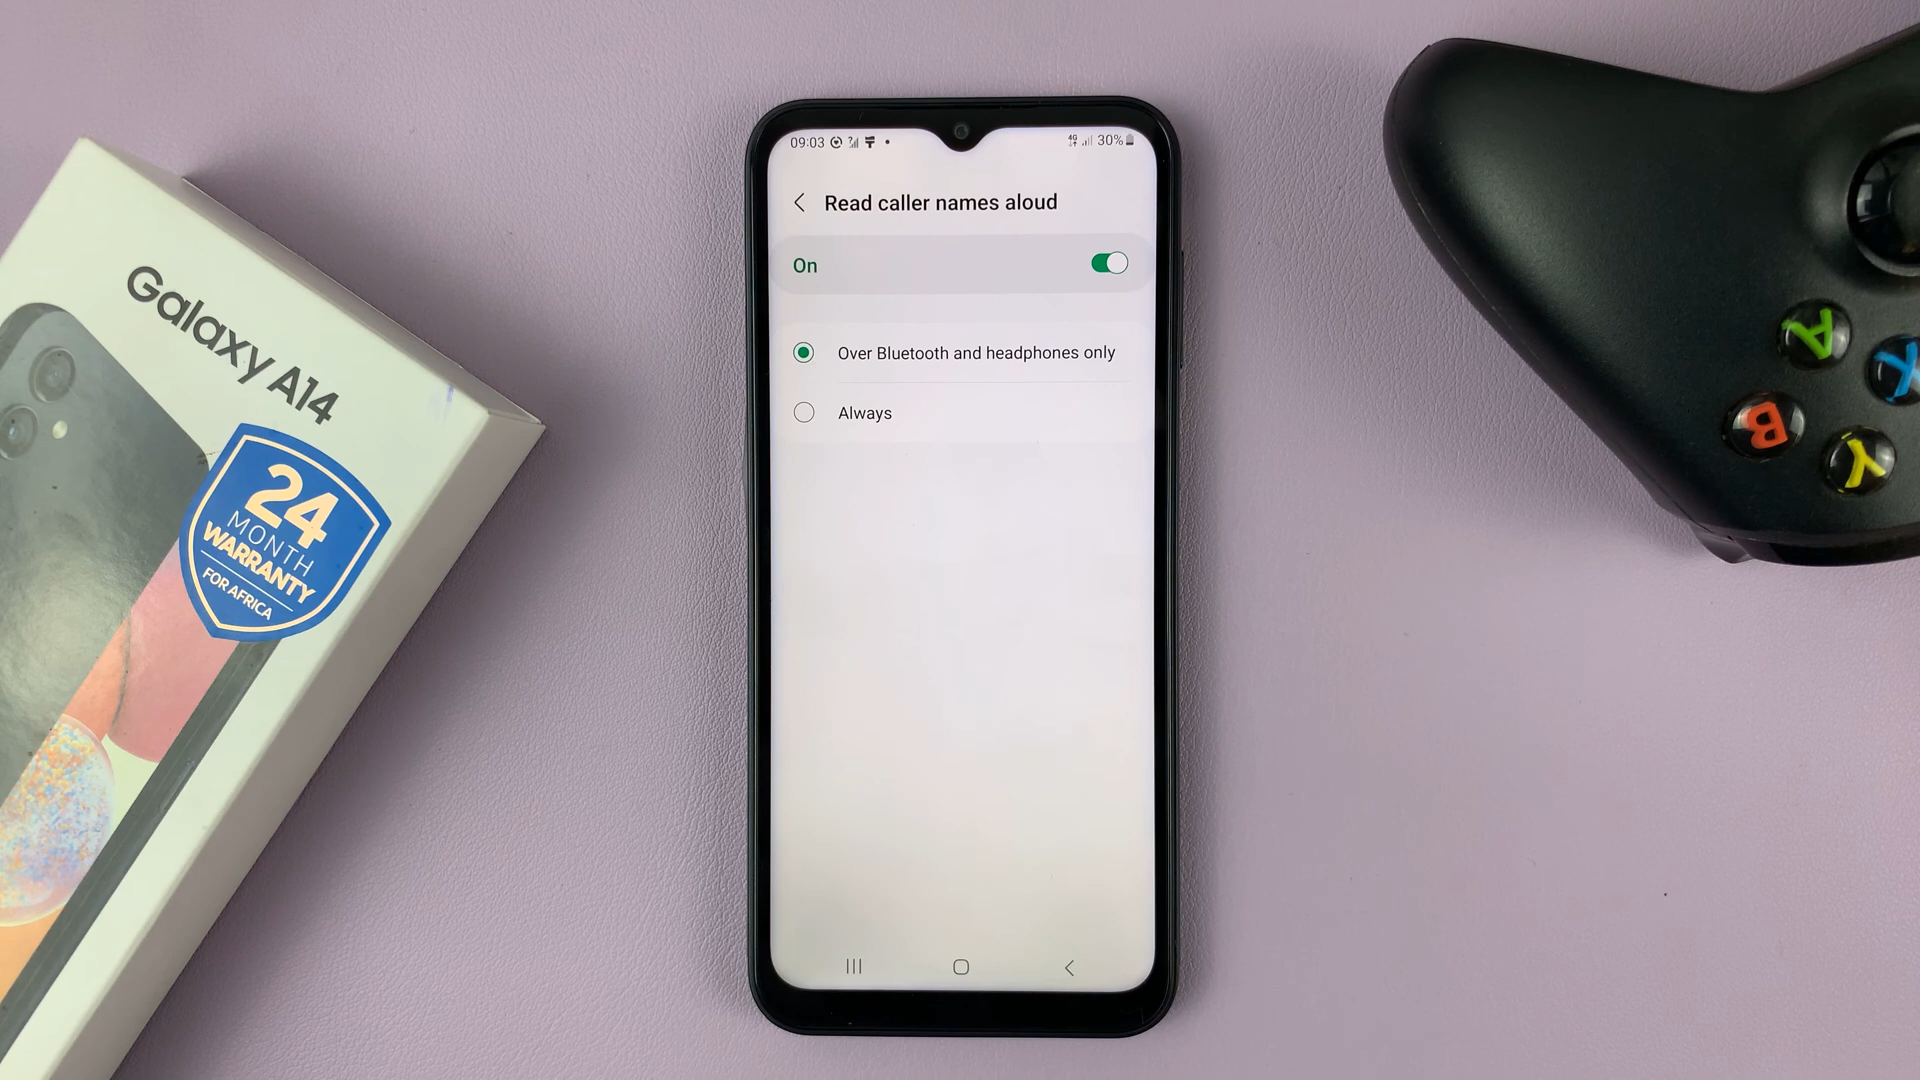 Galaxy A14
24
MONTH
WARRANTY
FOR AFRICA
09:03
4G 30%
Read caller names aloud
On
Over Bluetooth and headphones only
Always
A
X
B
Y